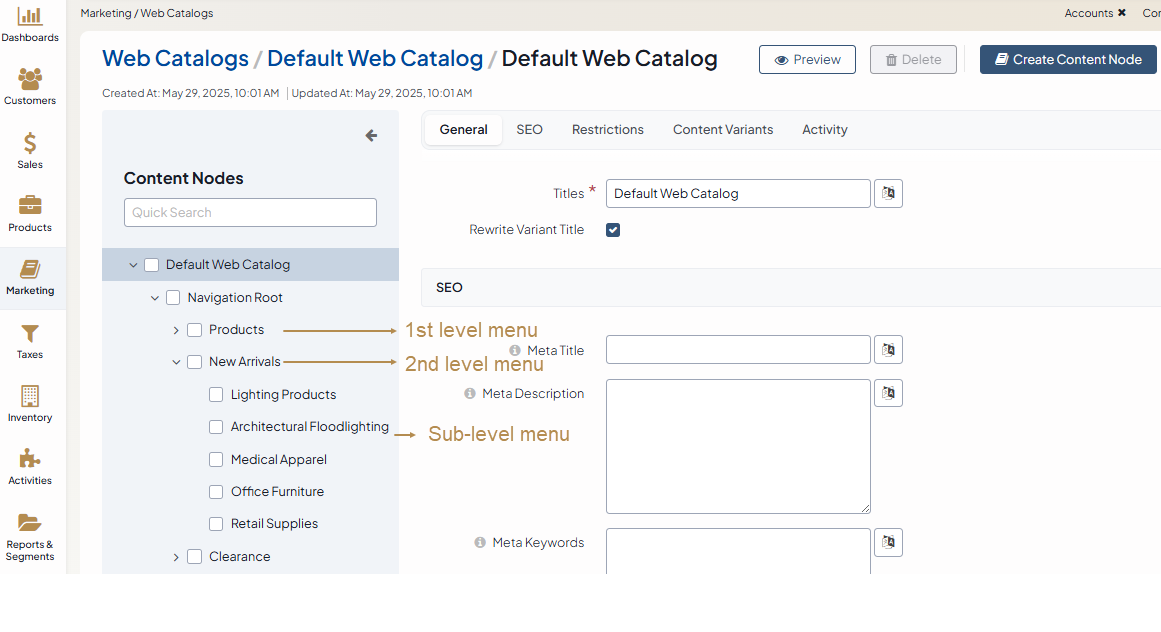 Marketing / Web Catalogs
Accounts ✖
Web Catalogs / Default Web Catalog / Default Web Catalog
Preview
Delete
Create Content Node
Created At: May 29, 2025, 10:01 AM | Updated At: May 29, 2025, 10:01 AM
Dashboards
Customers
Sales
Products
Marketing
Taxes
Inventory
Activities
Reports &
Segments
Content Nodes
Quick Search
Default Web Catalog
Navigation Root
Products
New Arrivals
Lighting Products
Architectural Floodlighting
Medical Apparel
Office Furniture
Retail Supplies
Clearance
1st level menu
2nd level menu
Sub-level menu
General SEO Restrictions Content Variants Activity
Titles * Default Web Catalog
Rewrite Variant Title
SEO
Meta Title
Meta Description
Meta Keywords